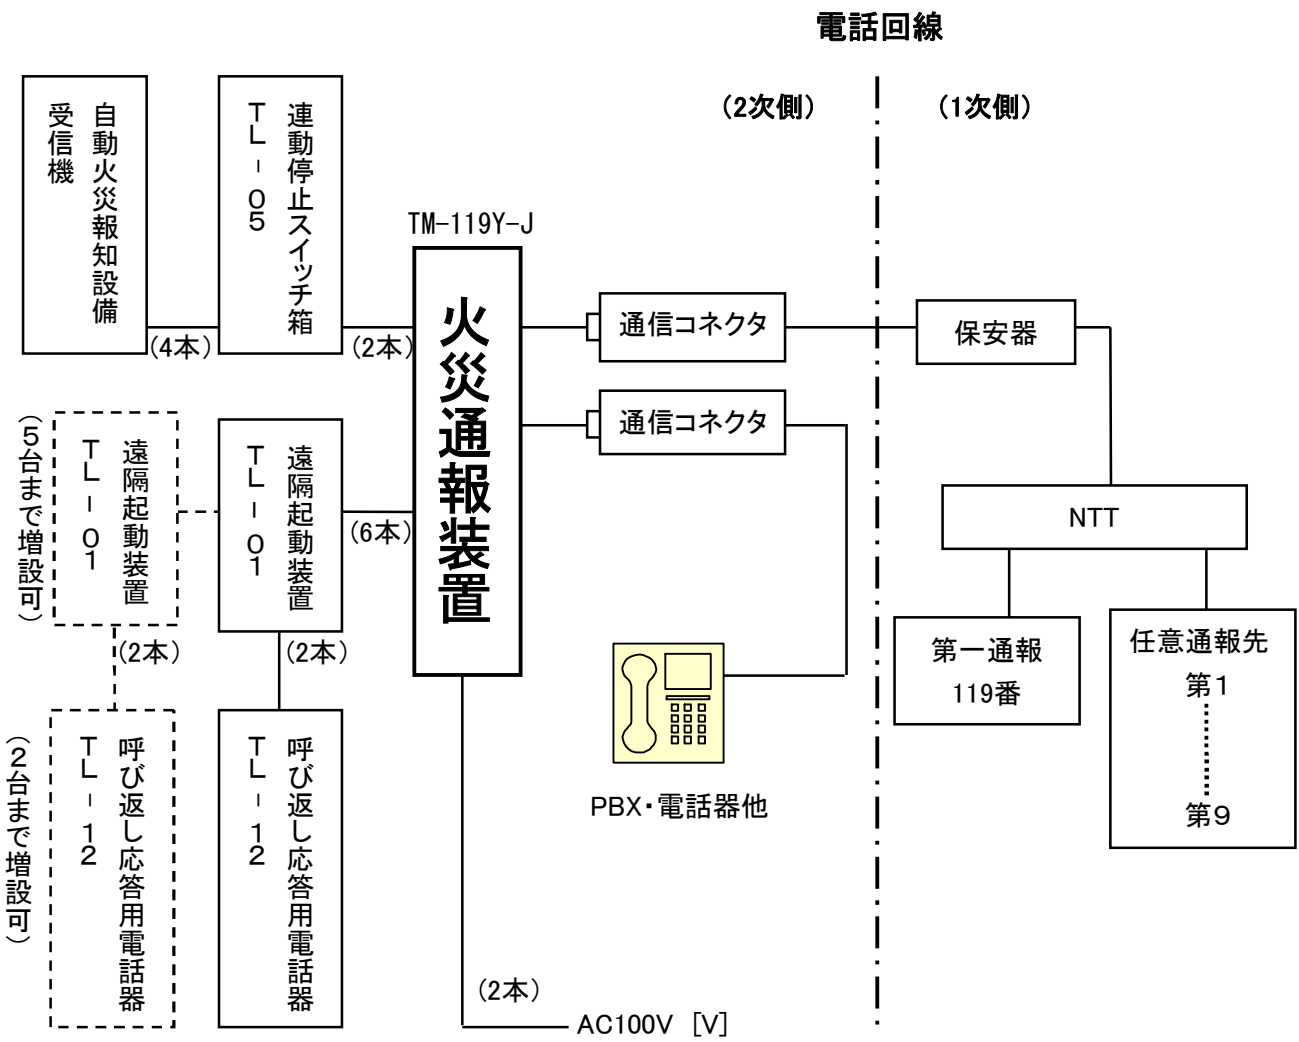 電話回線
(2次側)
(1次側)
自動火災報知設備
受信機
連動停止スイッチ箱
TL-05
(4本)
(2本)
TM-119Y-J
火災通報装置
通信コネクタ
保安器
通信コネクタ
(5台まで増設可)
遠隔起動装置
TL-01
遠隔起動装置
TL-01
(6本)
NTT
(2本)
(2本)
第一通報
119番
任意通報先
第1
第9
(2台まで増設可)
呼び返し応答用電話器
TL-12
呼び返し応答用電話器
TL-12
PBX・電話器他
(2本)
AC100V [V]